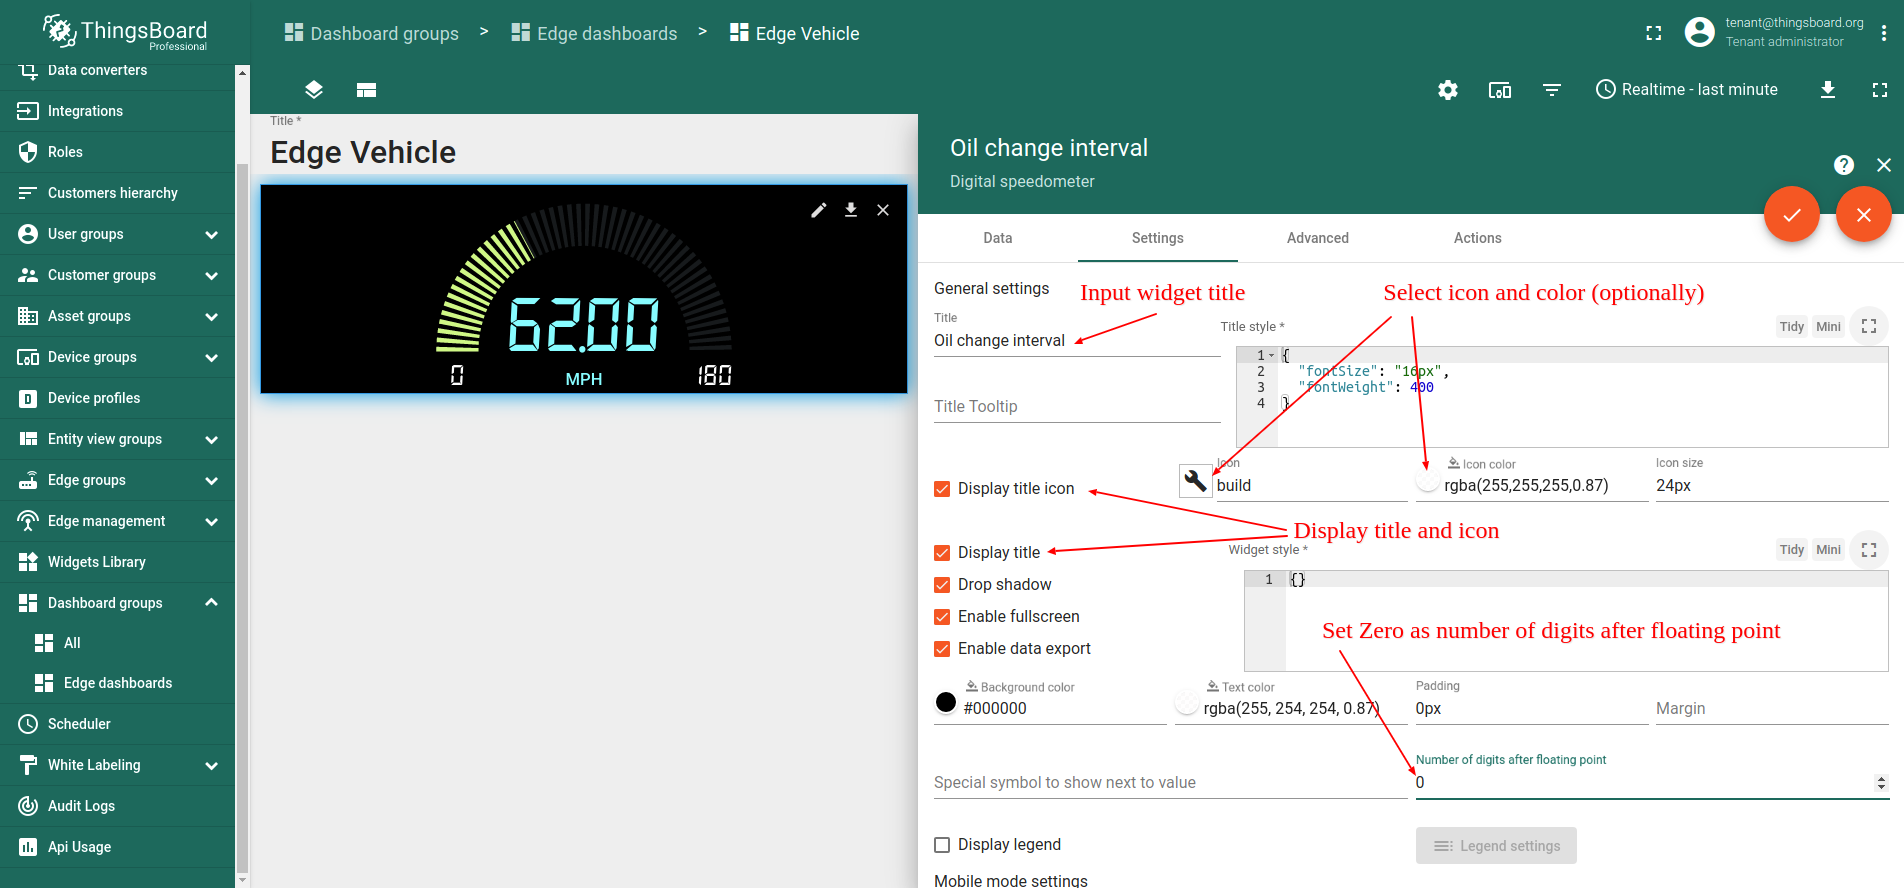 ThingsBoard
Professional
Dashboard groups > Edge dashboards > Edge Vehicle
tenant@thingsboard.org
Tenant administrator
Realtime - last minute
Data converters
Integrations
Roles
Customers hierarchy
User groups
Customer groups
Asset groups
Device groups
Device profiles
Entity view groups
Edge groups
Edge management
Widgets Library
Dashboard groups
All
Edge dashboards
Scheduler
White Labeling
Audit Logs
Api Usage
Title *
Edge Vehicle
62.00
0
MPH
180
Oil change interval
Digital speedometer
Data
Settings
Advanced
Actions
General settings
Input widget title
Select icon and color (optionally)
Title
Oil change interval
Title style *
Tidy
Mini
1 {
2 "fontSize": "16px",
3 "fontWeight": 400
4 }
Title Tooltip
Display title icon
Icon
build
Icon color
rgba(255,255,255,0.87)
Icon size
24px
Display title and icon
Display title
Drop shadow
Enable fullscreen
Enable data export
Widget style *
Tidy
Mini
1 {}
Set Zero as number of digits after floating point
Background color
#000000
Text color
rgba(255, 254, 254, 0.87)
Padding
0px
Margin
Special symbol to show next to value
Number of digits after floating point
0
Display legend
Legend settings
Mobile mode settings